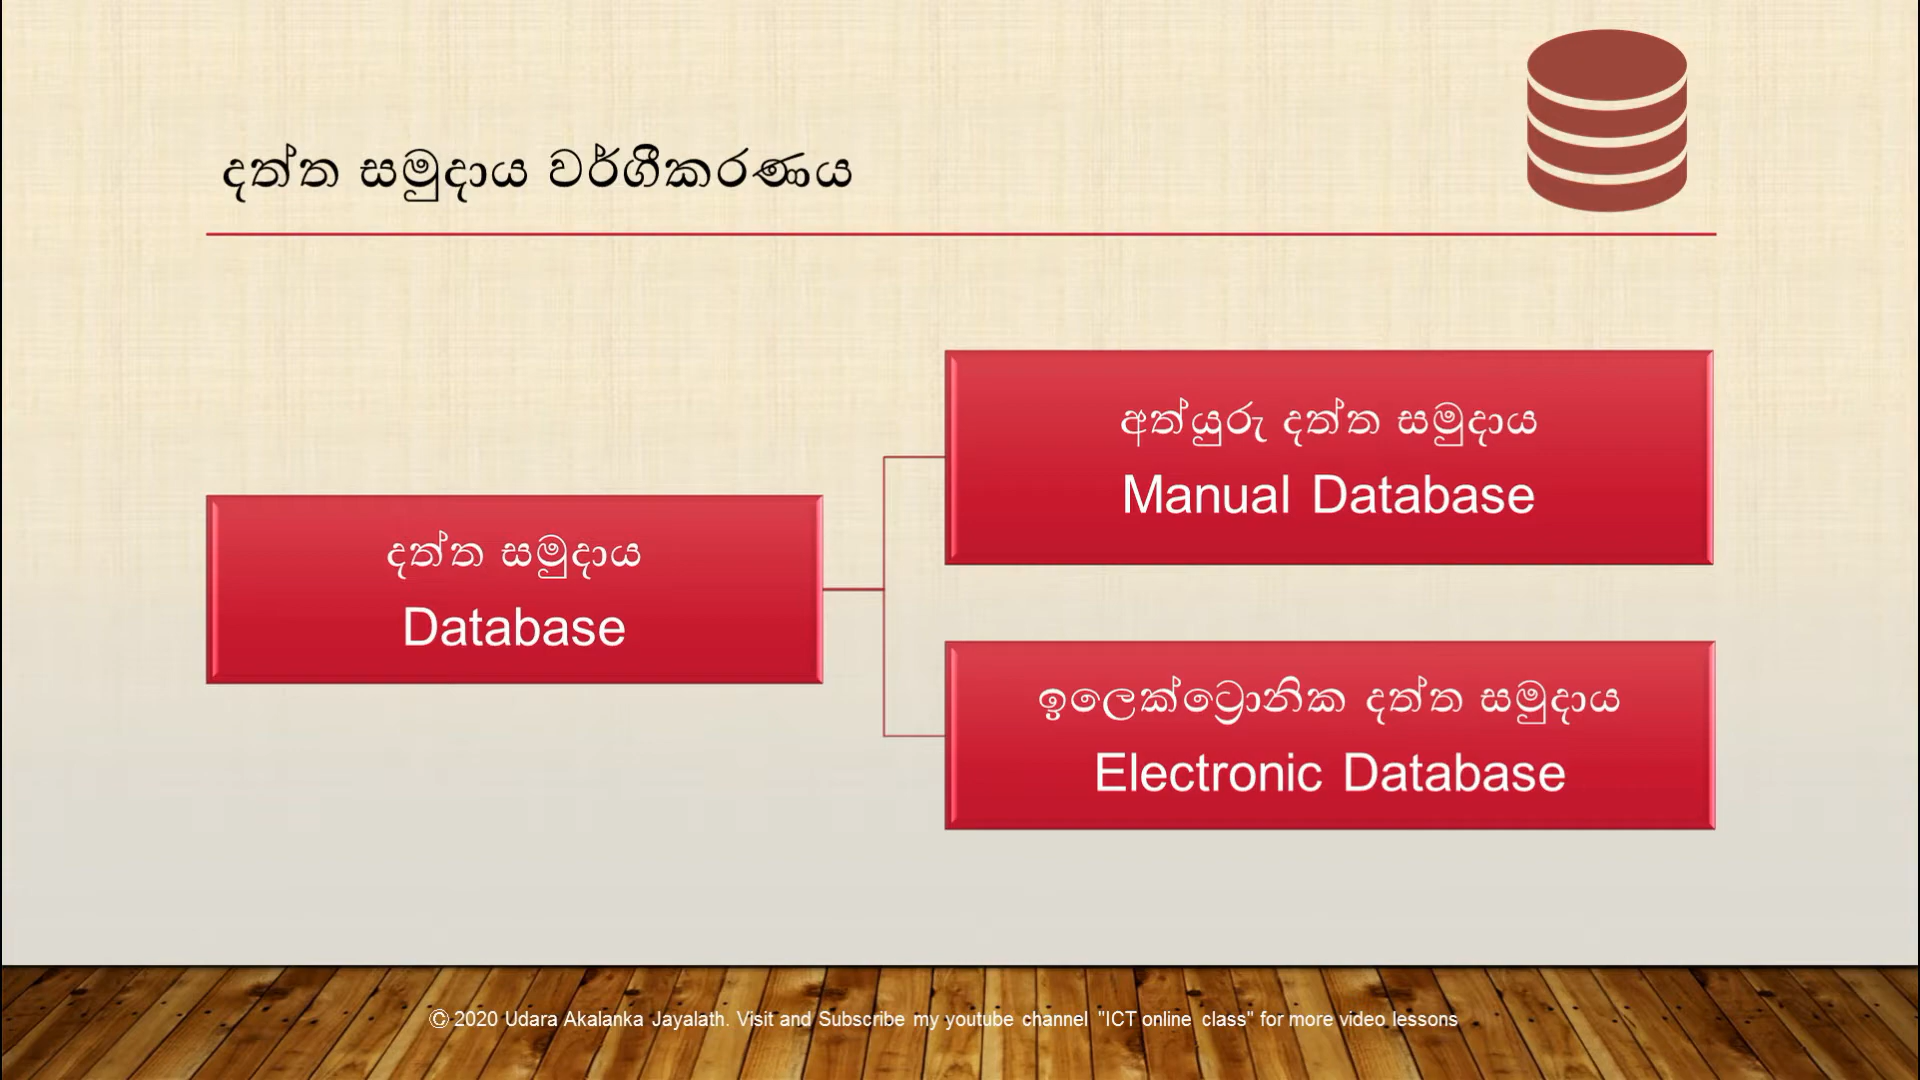 දත්ත සමුදාය වර්ගීකරණය
අත්යුරු දත්ත සමුදාය
Manual Database
දත්ත සමුදාය
Database
ඉලෙක්ට්‍රොනික දත්ත සමුදාය
Electronic Database
© 2020 Udara Akalanka Jayalath. Visit and Subscribe my youtube channel "ICT online class" for more video lessons